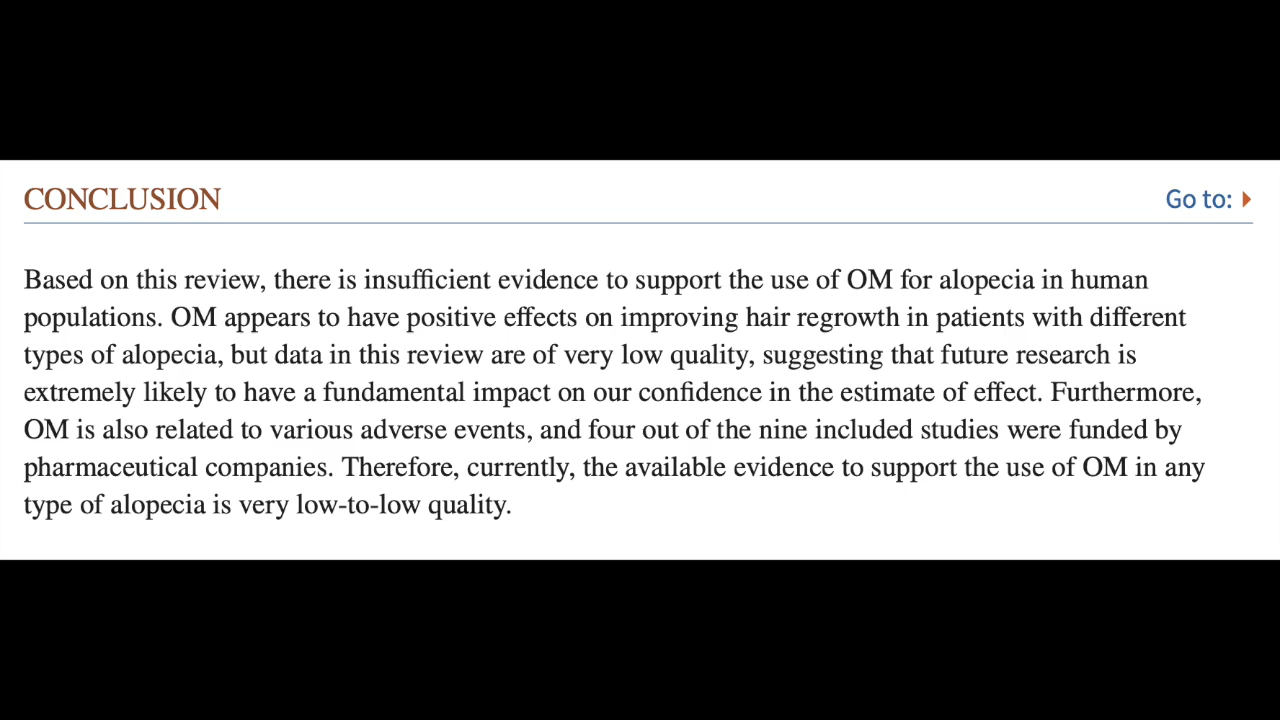 CONCLUSION
Go to:
Based on this review, there is insufficient evidence to support the use of OM for alopecia in human
populations. OM appears to have positive effects on improving hair regrowth in patients with different
types of alopecia, but data in this review are of very low quality, suggesting that future research is
extremely likely to have a fundamental impact on our confidence in the estimate of effect. Furthermore,
OM is also related to various adverse events, and four out of the nine included studies were funded by
pharmaceutical companies. Therefore, currently, the available evidence to support the use of OM in any
type of alopecia is very low-to-low quality.